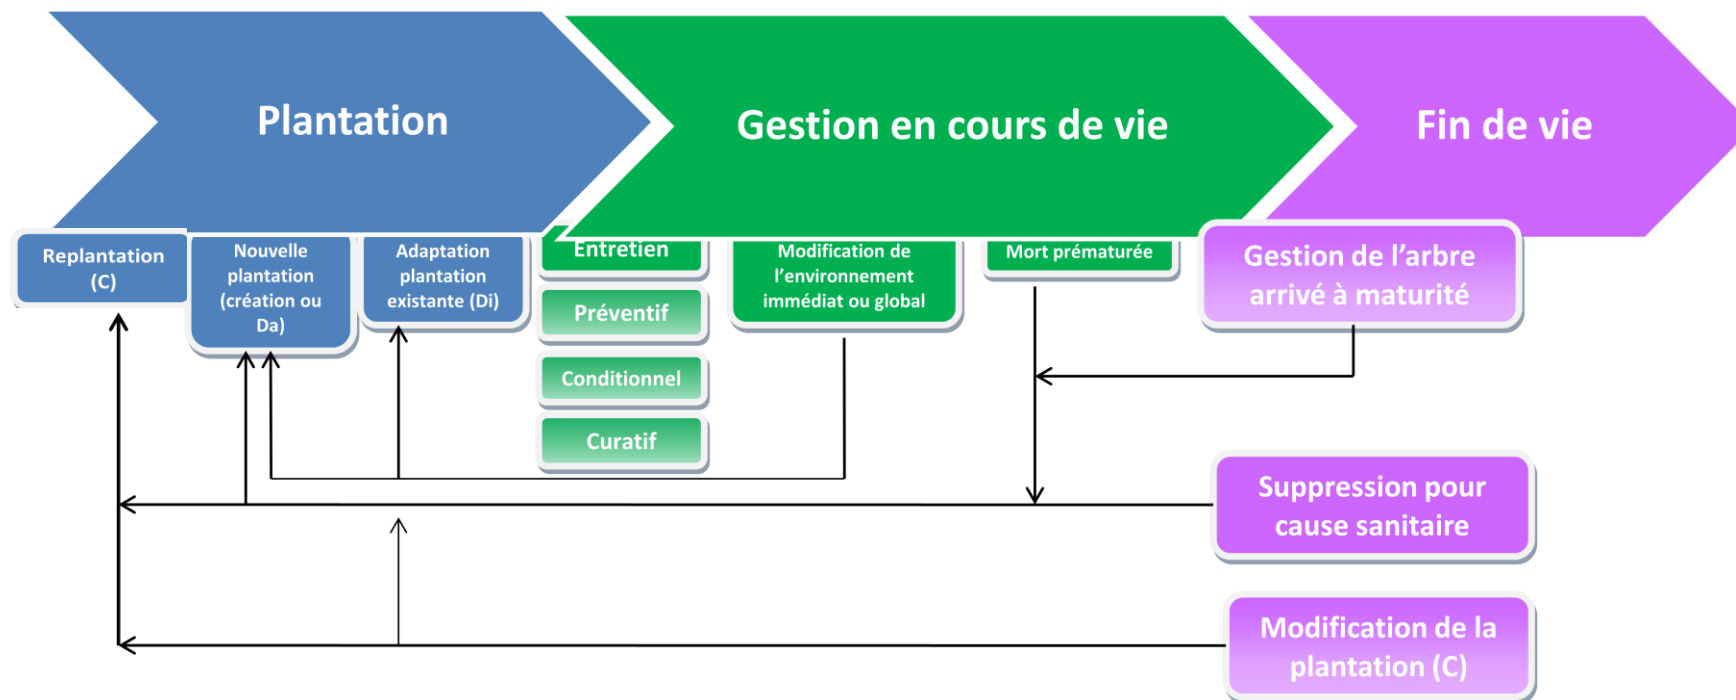 Plantation
Gestion en cours de vie
Fin de vie
Replantation
(C)
Nouvelle
plantation
(création ou
Da)
Adaptation
plantation
existante (Di)
Entretien
Préventif
Conditionnel
Curatif
Modification de
l’environnement
immédiat ou global
Mort prématurée
Gestion de l’arbre
arrivé à maturité
Suppression pour
cause sanitaire
Modification de la
plantation (C)